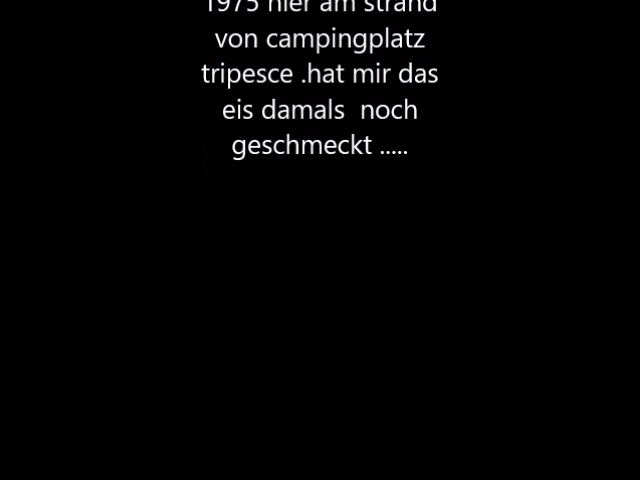 1975 hier am strand
von campingplatz
tripesce .hat mir das
eis damals  noch
geschmeckt .....